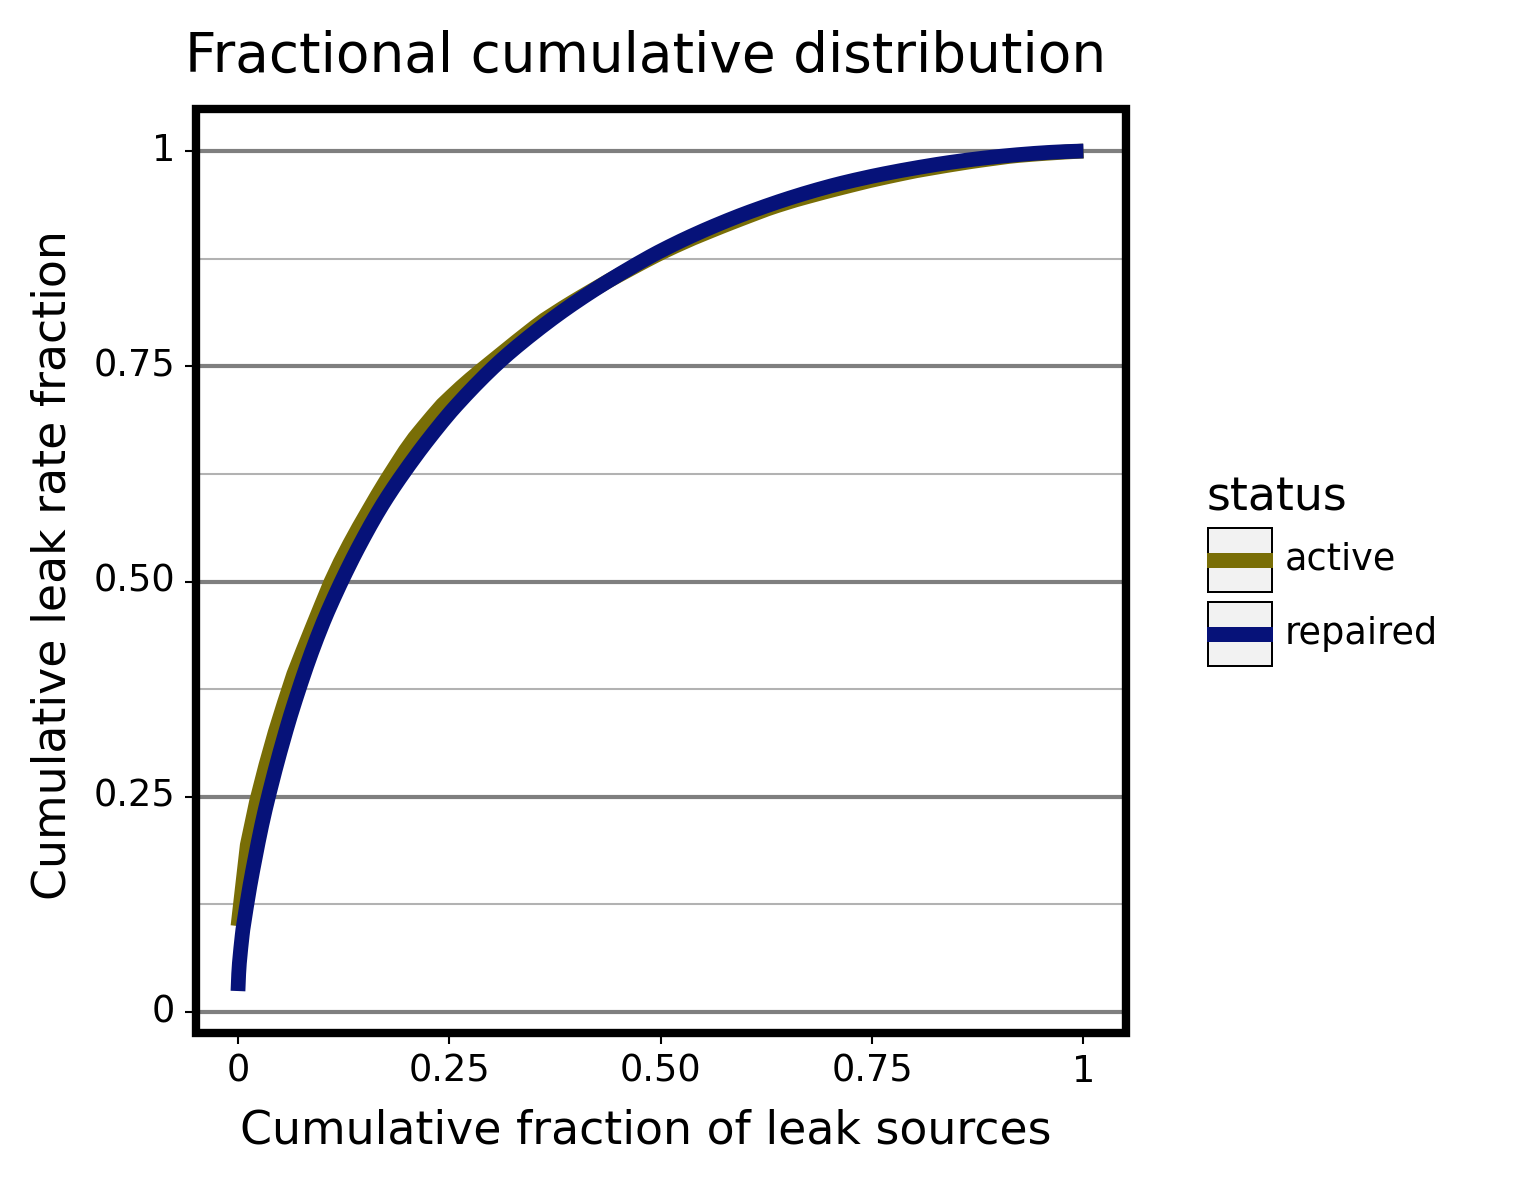 Fractional cumulative distribution
Cumulative leak rate fraction
1
0.75
0.50
0.25
0
0 0.25 0.50 0.75 1
Cumulative fraction of leak sources
status
active
repaired